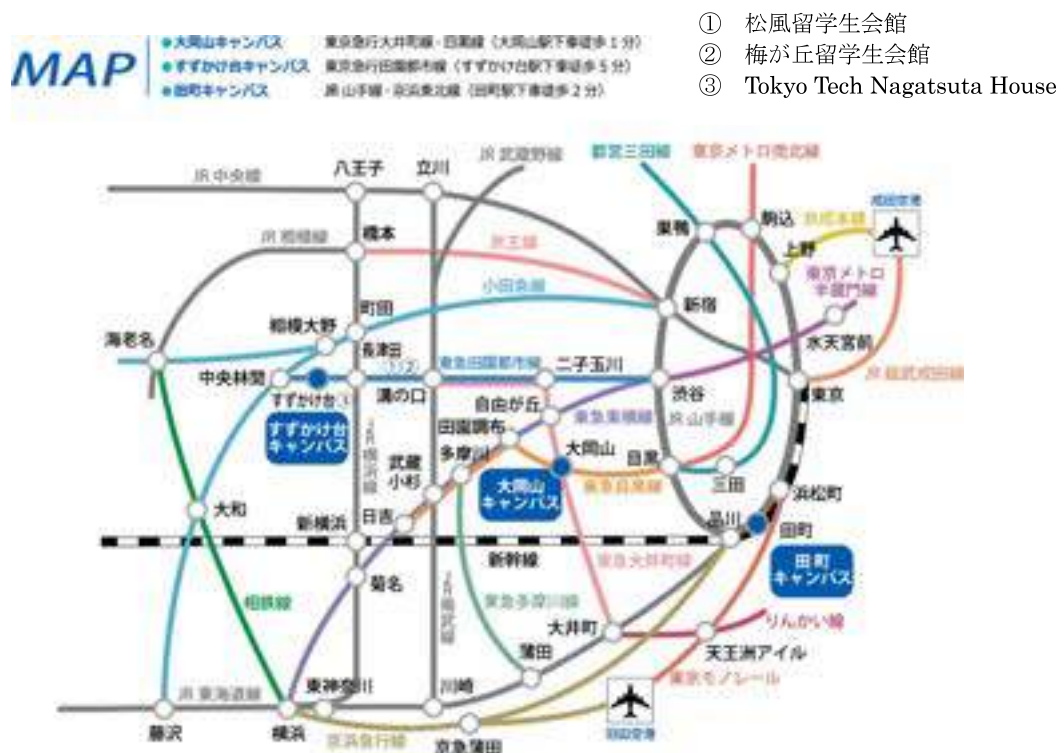 ① 松風留学生会館
② 梅が丘留学生会館
③ Tokyo Tech Nagatsuta House
MAP
●大岡山キャンパス 東京急行大井町線・目黒線（大岡山駅下車徒歩1分）
●すずかけ台キャンパス 東京急行田園都市線（すずかけ台駅下車徒歩5分）
●田町キャンパス JR山手線・京浜東北線（田町駅下車徒歩2分）
八王子
立川
JR武蔵野線
都営三田線
東京メトロ南北線
JR中央線
橋本
JR相模線
巣鴨
駒込
京成本線
成田空港
上野
小田急線
東京メトロ
半蔵門線
町田
新宿
相模大野
海老名
水天宮前
長津田
①②
東急田園都市線
二子玉川
中央林間
JR総武成田線
すずかけ台③
溝の口
渋谷
東京
すずかけ台
キャンパス
自由が丘
東急東横線
JR山手線
田園調布
JR横浜線
多摩川
大岡山
目黒
武蔵
小杉
大岡山
キャンパス
東急目黒線
三田
浜松町
大和
新横浜
日吉
品川
田町
新幹線
東急大井町線
田町
キャンパス
菊名
JR南武線
相鉄線
東急多摩川線
大井町
りんかい線
蒲田
天王洲アイル
東京モノレール
JR東海道線
東神奈川
川崎
藤沢
横浜
京浜急行線
京急蒲田
羽田空港